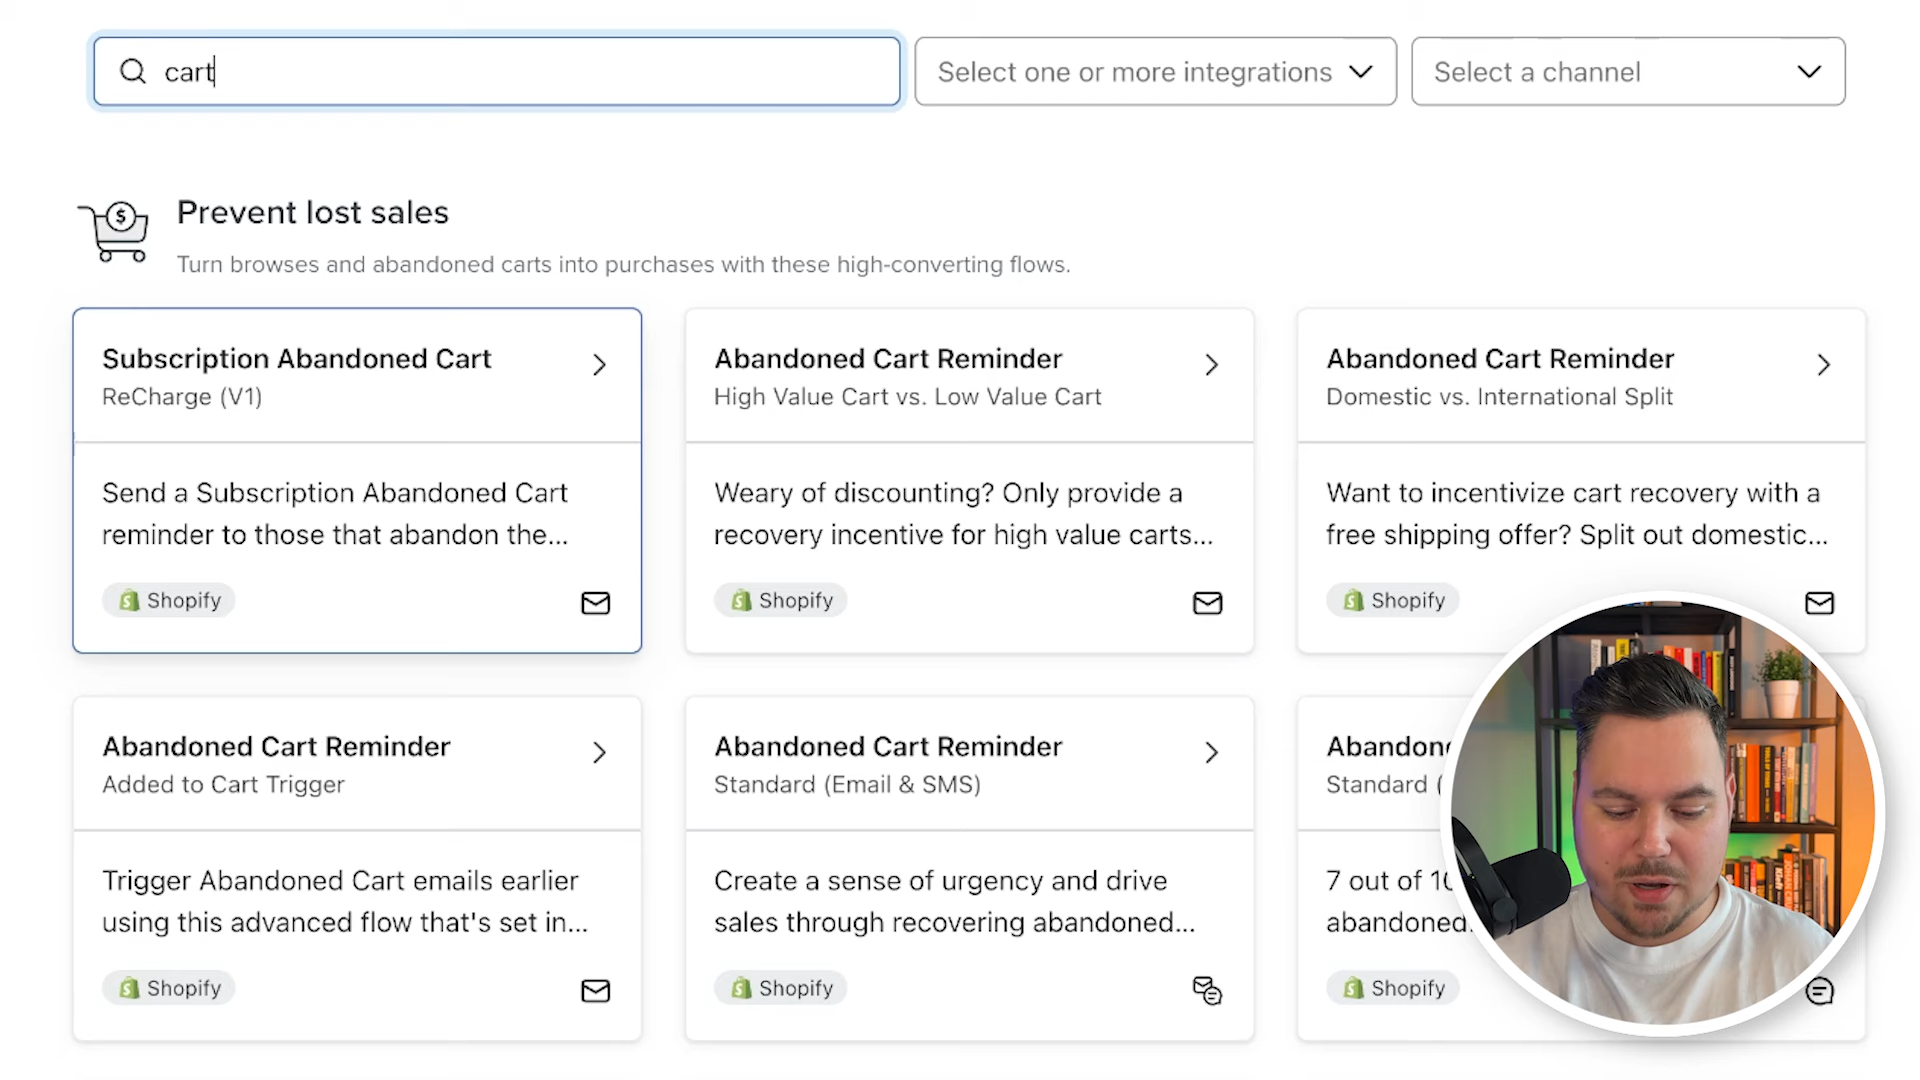 cart
Select one or more integrations
Select a channel
Prevent lost sales
Turn browses and abandoned carts into purchases with these high-converting flows.
Subscription Abandoned Cart
ReCharge (V1)
Send a Subscription Abandoned Cart
reminder to those that abandon the...
Shopify
Abandoned Cart Reminder
High Value Cart vs. Low Value Cart
Weary of discounting? Only provide a
recovery incentive for high value carts...
Shopify
Abandoned Cart Reminder
Domestic vs. International Split
Want to incentivize cart recovery with a
free shipping offer? Split out domestic...
Shopify
Abandoned Cart Reminder
Added to Cart Trigger
Trigger Abandoned Cart emails earlier
using this advanced flow that's set in...
Shopify
Abandoned Cart Reminder
Standard (Email & SMS)
Create a sense of urgency and drive
sales through recovering abandoned...
Shopify
Standard (
7 out of 10
abandoned.
Shopify